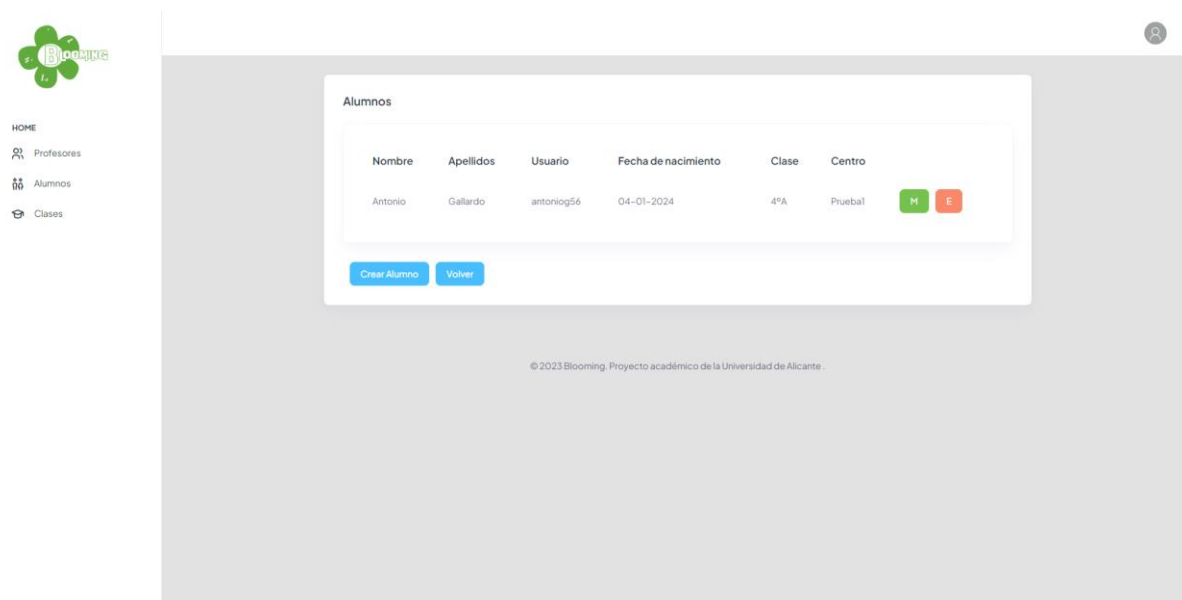 BLOOMING
HOME
Profesores
Alumnos
Clases
Alumnos
Nombre Apellidos Usuario Fecha de nacimiento Clase Centro
Antonio Gallardo antoniog56 04-01-2024 4ºA Prueba1 M E
Crear Alumno Volver
© 2023 Blooming. Proyecto académico de la Universidad de Alicante .